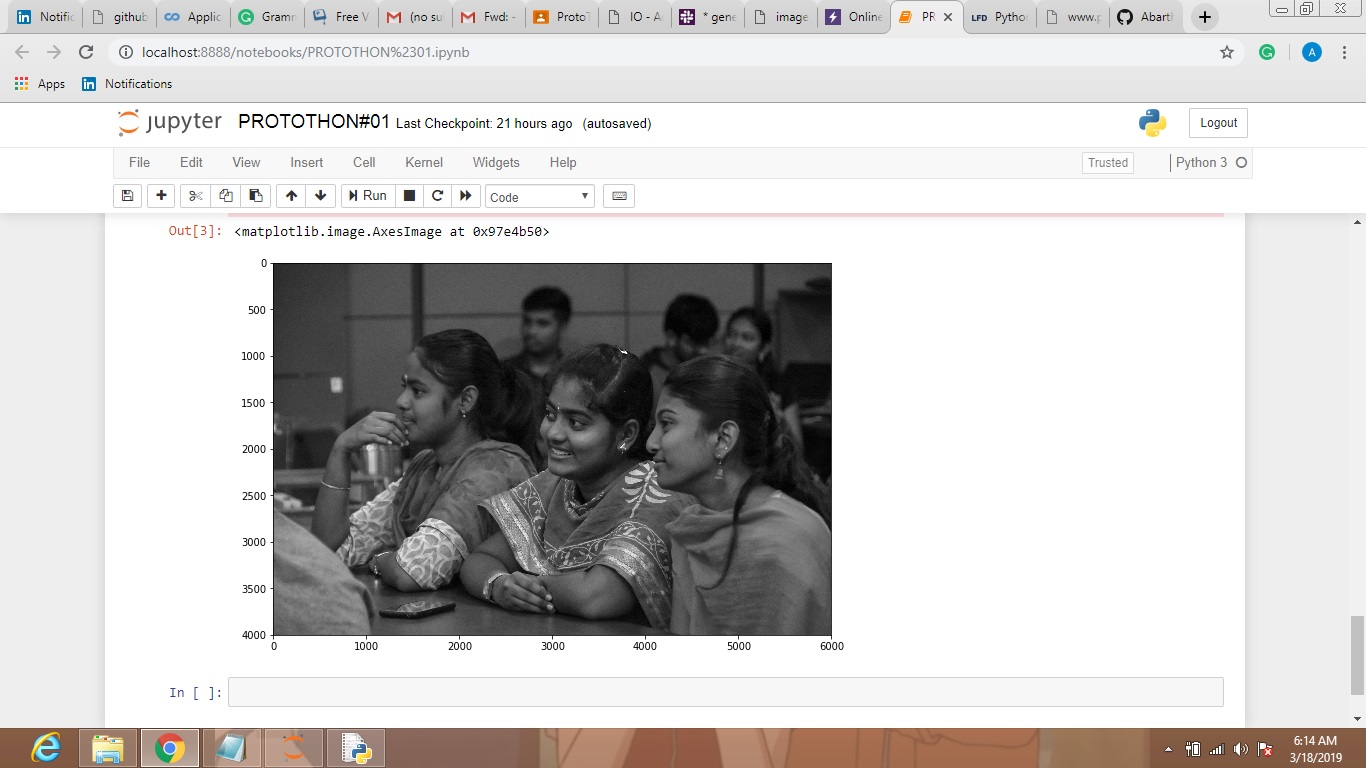 Notific github Applic Gramm Free V (no su Fwd: - ProtoT IO - A * gene image Online PR Pythor www.p Abarth
localhost:8888/notebooks/PROTOTHON%2301.ipynb
A
Apps Notifications
jupyter PROTOTHON#01 Last Checkpoint: 21 hours ago (autosaved)
Logout
File Edit View Insert Cell Kernel Widgets Help
Trusted
Python 3
Run
Code
Out[3]: <matplotlib.image.AxesImage at 0x97e4b50>
0
500
1000
1500
2000
2500
3000
3500
4000
0 1000 2000 3000 4000 5000 6000
In [ ]:
6:14 AM
3/18/2019